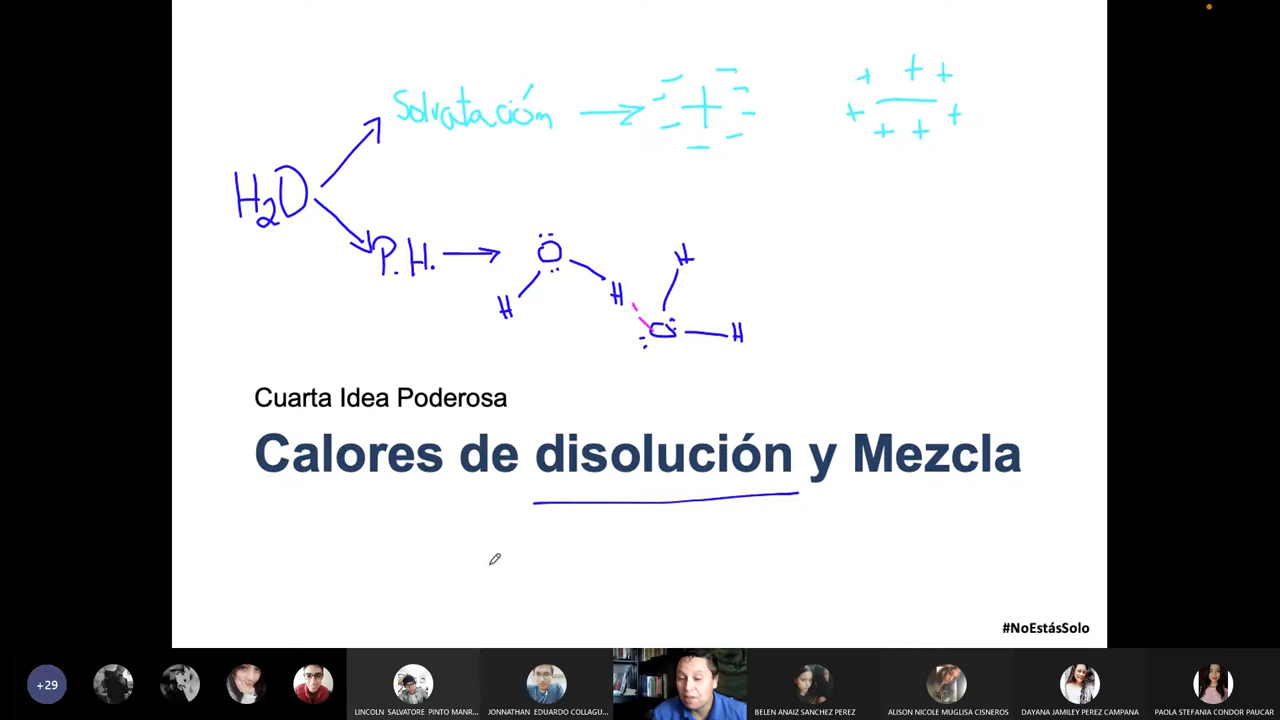 Solvatación → - - - - - - - - + + + + - + + + +
H2O
P.H. → O H H O H H
Cuarta Idea Poderosa
Calores de disolución y Mezcla
#NoEstásSolo
+29
LINCOLN SALVATORE PINTO MANR...
JONNATHAN EDUARDO COLLAGU...
BELEN ANAIZ SANCHEZ PEREZ
ALISON NICOLE MUGLISA CISNEROS
DAYANA JAMILEY PEREZ CAMPANA
PAOLA STEFANIA CONDOR PAUCAR